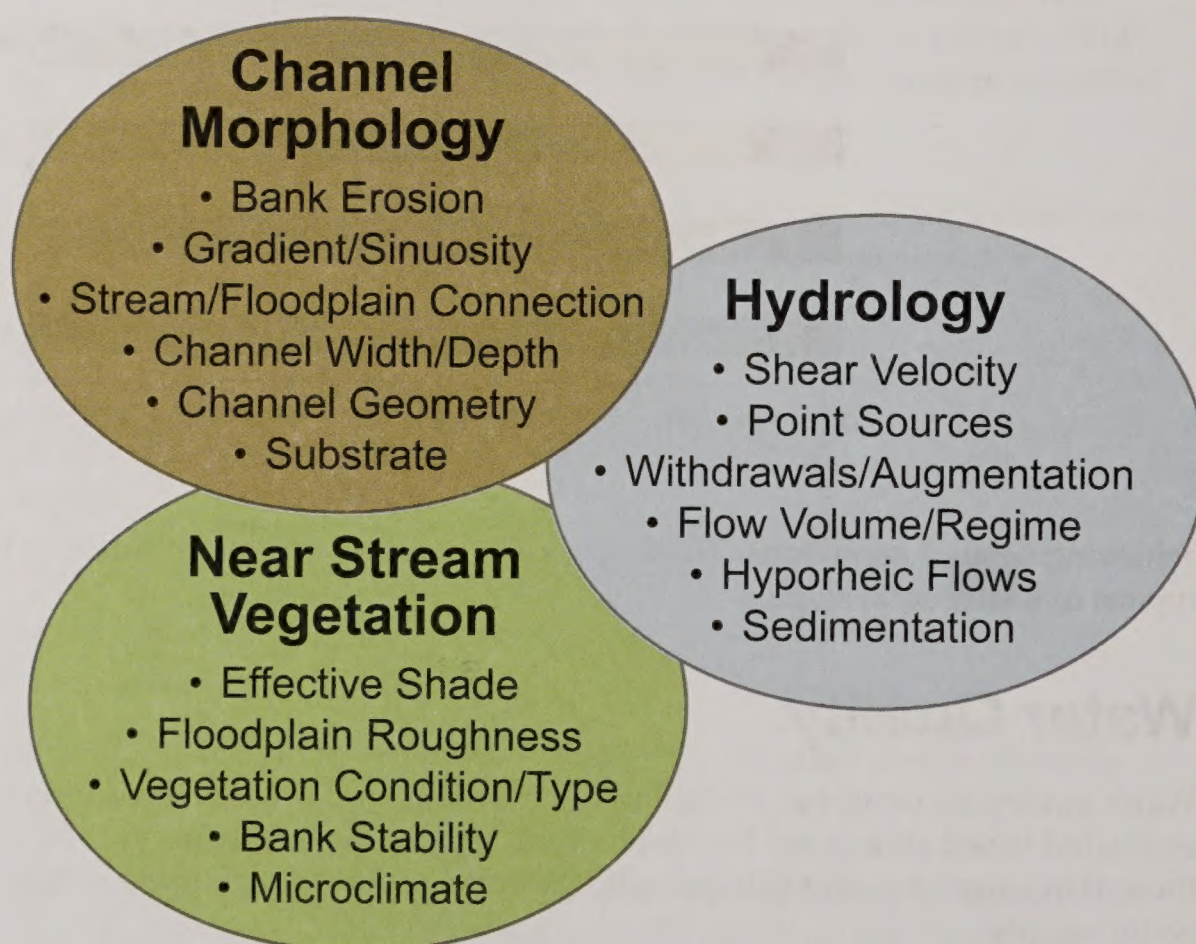 Channel
Morphology
• Bank Erosion
• Gradient/Sinuosity
• Stream/Floodplain Connection
• Channel Width/Depth
• Channel Geometry
• Substrate
Hydrology
• Shear Velocity
• Point Sources
• Withdrawals/Augmentation
• Flow Volume/Regime
• Hyporheic Flows
• Sedimentation
Near Stream
Vegetation
• Effective Shade
• Floodplain Roughness
• Vegetation Condition/Type
• Bank Stability
• Microclimate